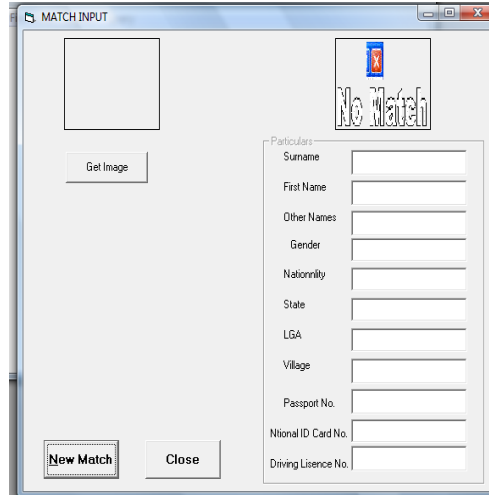 MATCH INPUT
No Match
Get Image
Particulars
Surname
First Name
Other Names
Gender
Nationnlity
State
LGA
Village
Passport No.
Ntional ID Card No.
Driving Lisence No.
New Match
Close